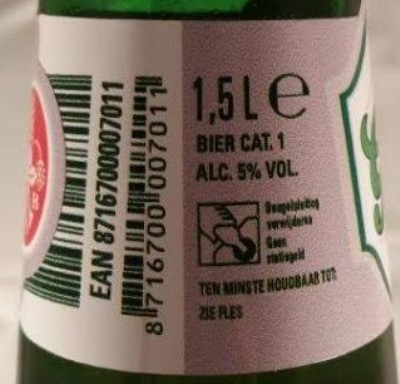 EAN 8716700007011
8 716700 007011
1,5 L e
BIER CAT. 1
ALC. 5% VOL.
Beugelsluiting
verwijderen
Geen
statiegeld
TEN MINSTE HOUDBAAR TOT:
ZIE FLES